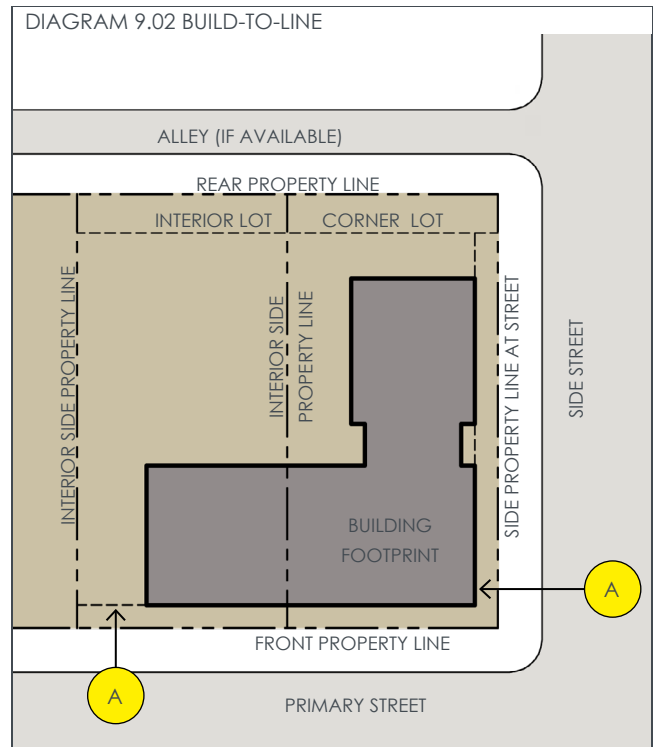 DIAGRAM 9.02 BUILD-TO-LINE
ALLEY (IF AVAILABLE)
REAR PROPERTY LINE
INTERIOR LOT
CORNER LOT
INTERIOR SIDE PROPERTY LINE
INTERIOR SIDE
PROPERTY LINE
SIDE PROPERTY LINE AT STREET
SIDE STREET
BUILDING
FOOTPRINT
A
FRONT PROPERTY LINE
A
PRIMARY STREET